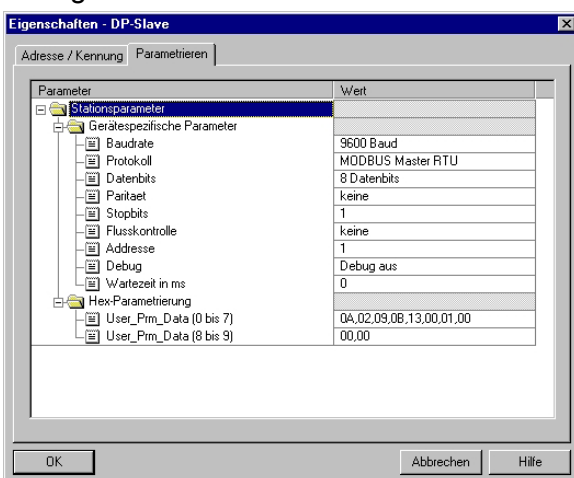 Eigenschaften - DP-Slave
Adresse / Kennung Parametrieren
Parameter Wert
Stationsparameter
Gerätespezifische Parameter
Baudrate 9600 Baud
Protokoll MODBUS Master RTU
Datenbits 8 Datenbits
Paritaet keine
Stopbits 1
Flusskontrolle keine
Addresse 1
Debug Debug aus
Wartezeit in ms 0
Hex-Parametrierung
User_Prm_Data (0 bis 7) 0A,02,09,0B,13,00,01,00
User_Prm_Data (8 bis 9) 00,00
OK Abbrechen Hilfe